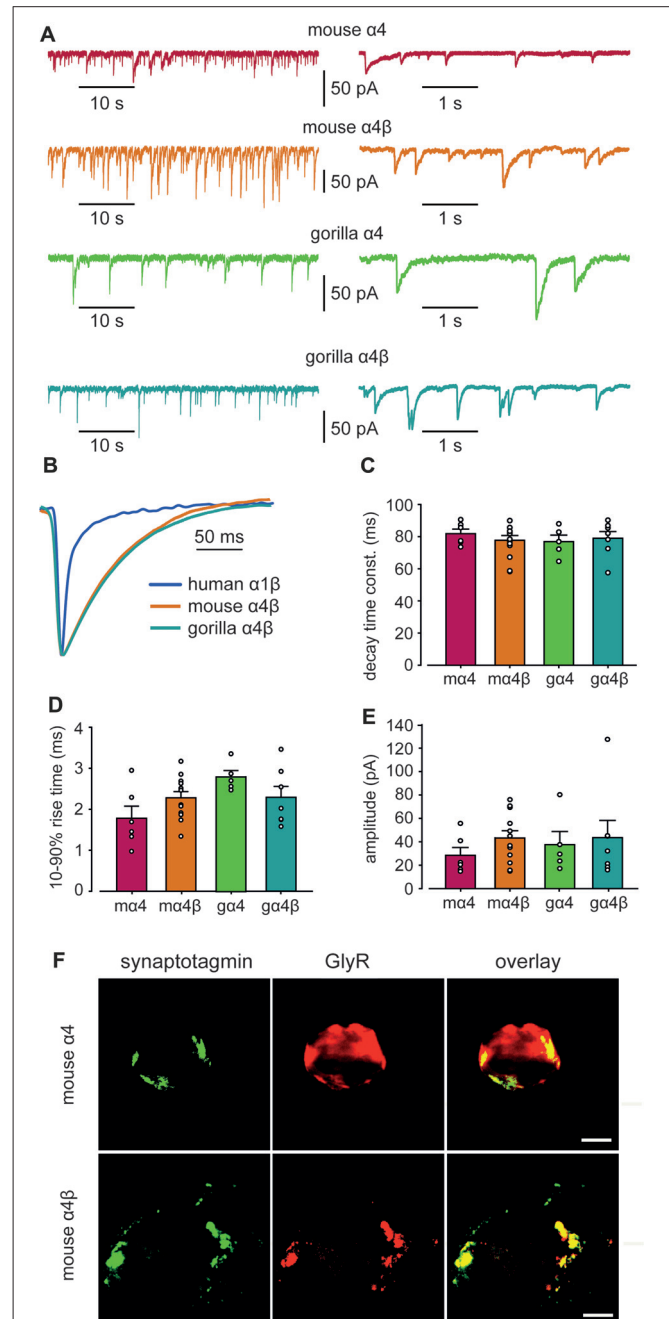 A
mouse α4
10 s
50 pA
1 s
mouse α4β
10 s
50 pA
1 s
gorilla α4
10 s
50 pA
1 s
gorilla α4β
10 s
50 pA
1 s
B
50 ms
human α1β
mouse α4β
gorilla α4β
C
decay time const. (ms)
100
80
60
40
20
0
mα4 mα4β gα4 gα4β
D
10-90% rise time (ms)
4
3
2
1
0
mα4 mα4β gα4 gα4β
E
amplitude (pA)
140
120
100
80
60
40
20
0
mα4 mα4β gα4 gα4β
F
synaptotagmin GlyR overlay
mouse α4
mouse α4β